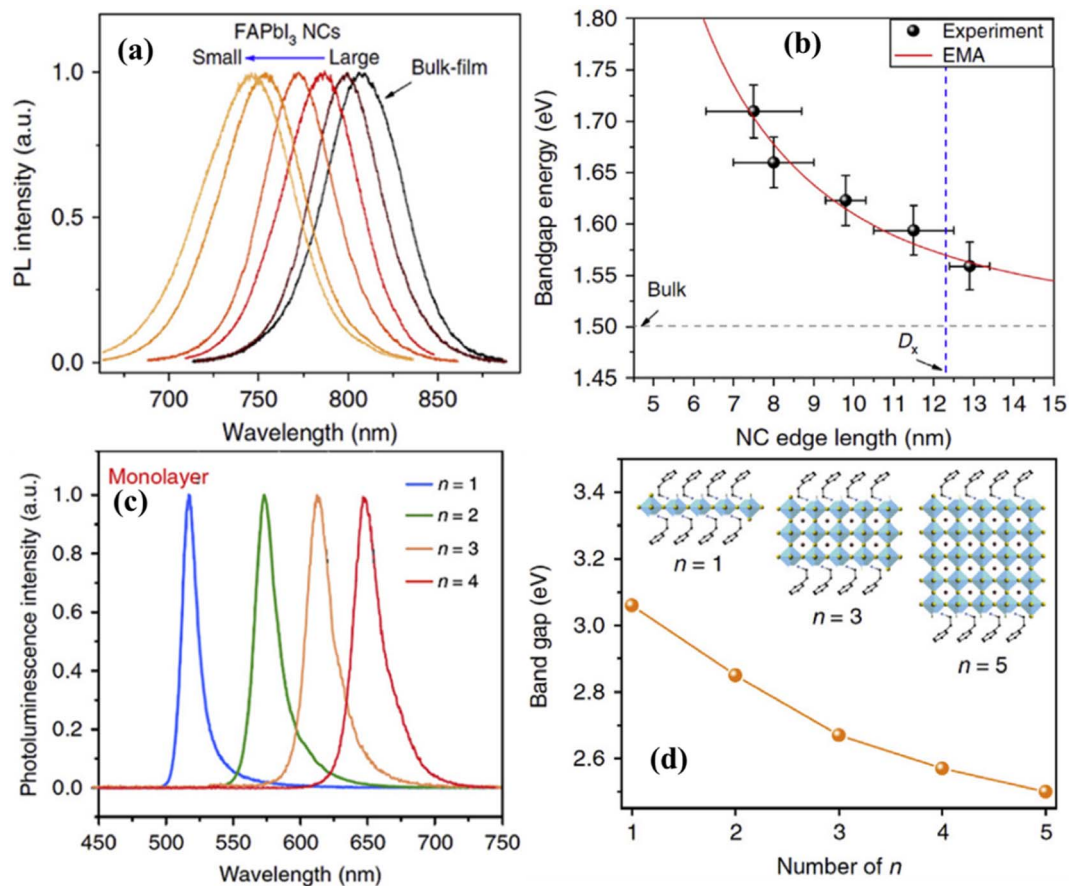 (a)
FAPbI₃ NCs
Small
Large
Bulk-film
1.0
0.5
0.0
PL intensity (a.u.)
700
750
800
850
Wavelength (nm)
(b)
Experiment
EMA
1.80
1.75
1.70
1.65
1.60
1.55
1.50
1.45
Bandgap energy (eV)
Bulk
Dₓ
5
6
7
8
9
10
11
12
13
14
15
NC edge length (nm)
Monolayer
(c)
n = 1
n = 2
n = 3
n = 4
1.0
0.8
0.6
0.4
0.2
0.0
Photoluminescence intensity (a.u.)
450
500
550
600
650
700
750
Wavelength (nm)
3.4
3.2
3.0
2.8
2.6
Band gap (eV)
n = 1
n = 3
n = 5
(d)
1
2
3
4
5
Number of n